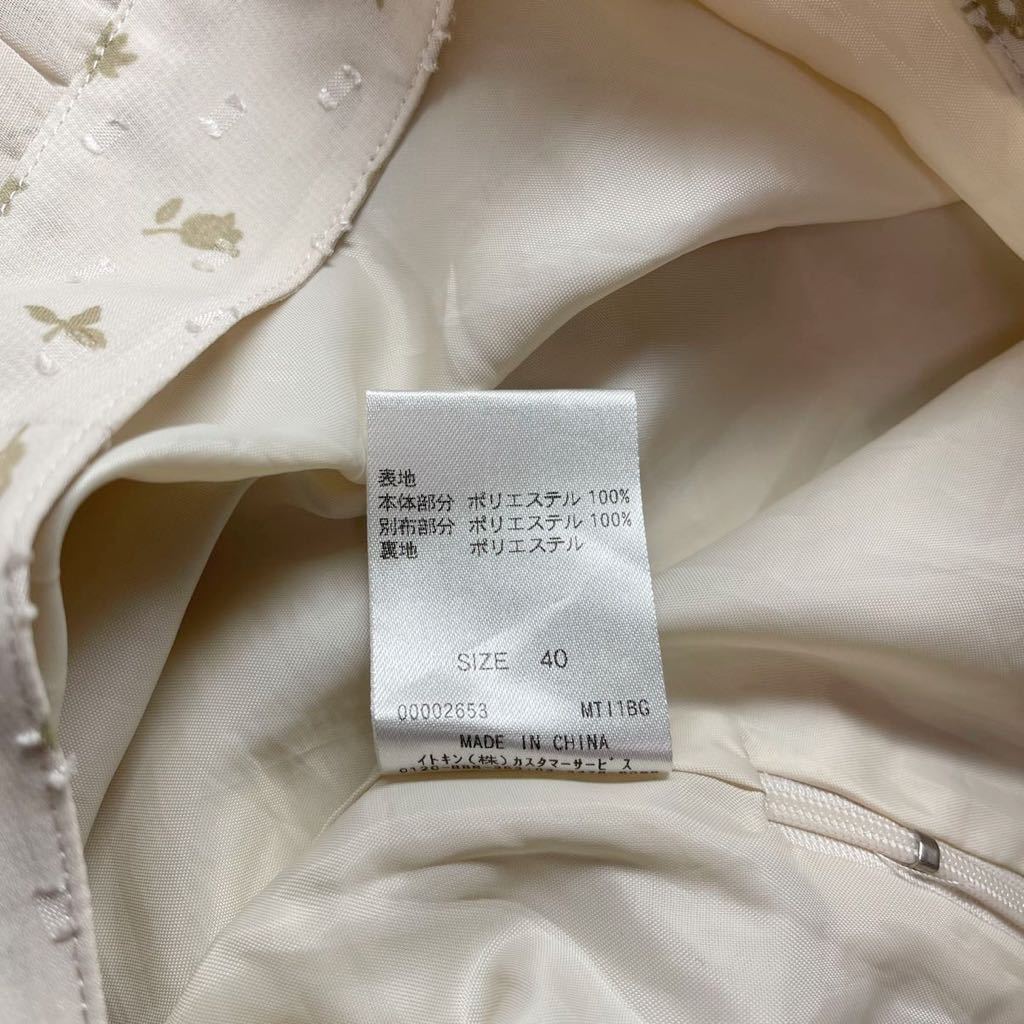 表地
本体部分 ポリエステル 100%
別布部分 ポリエステル 100%
裏地 ポリエステル
SIZE 40
00002653 MTI1BG
MADE IN CHINA
イトキン(株)カスタマーサービス